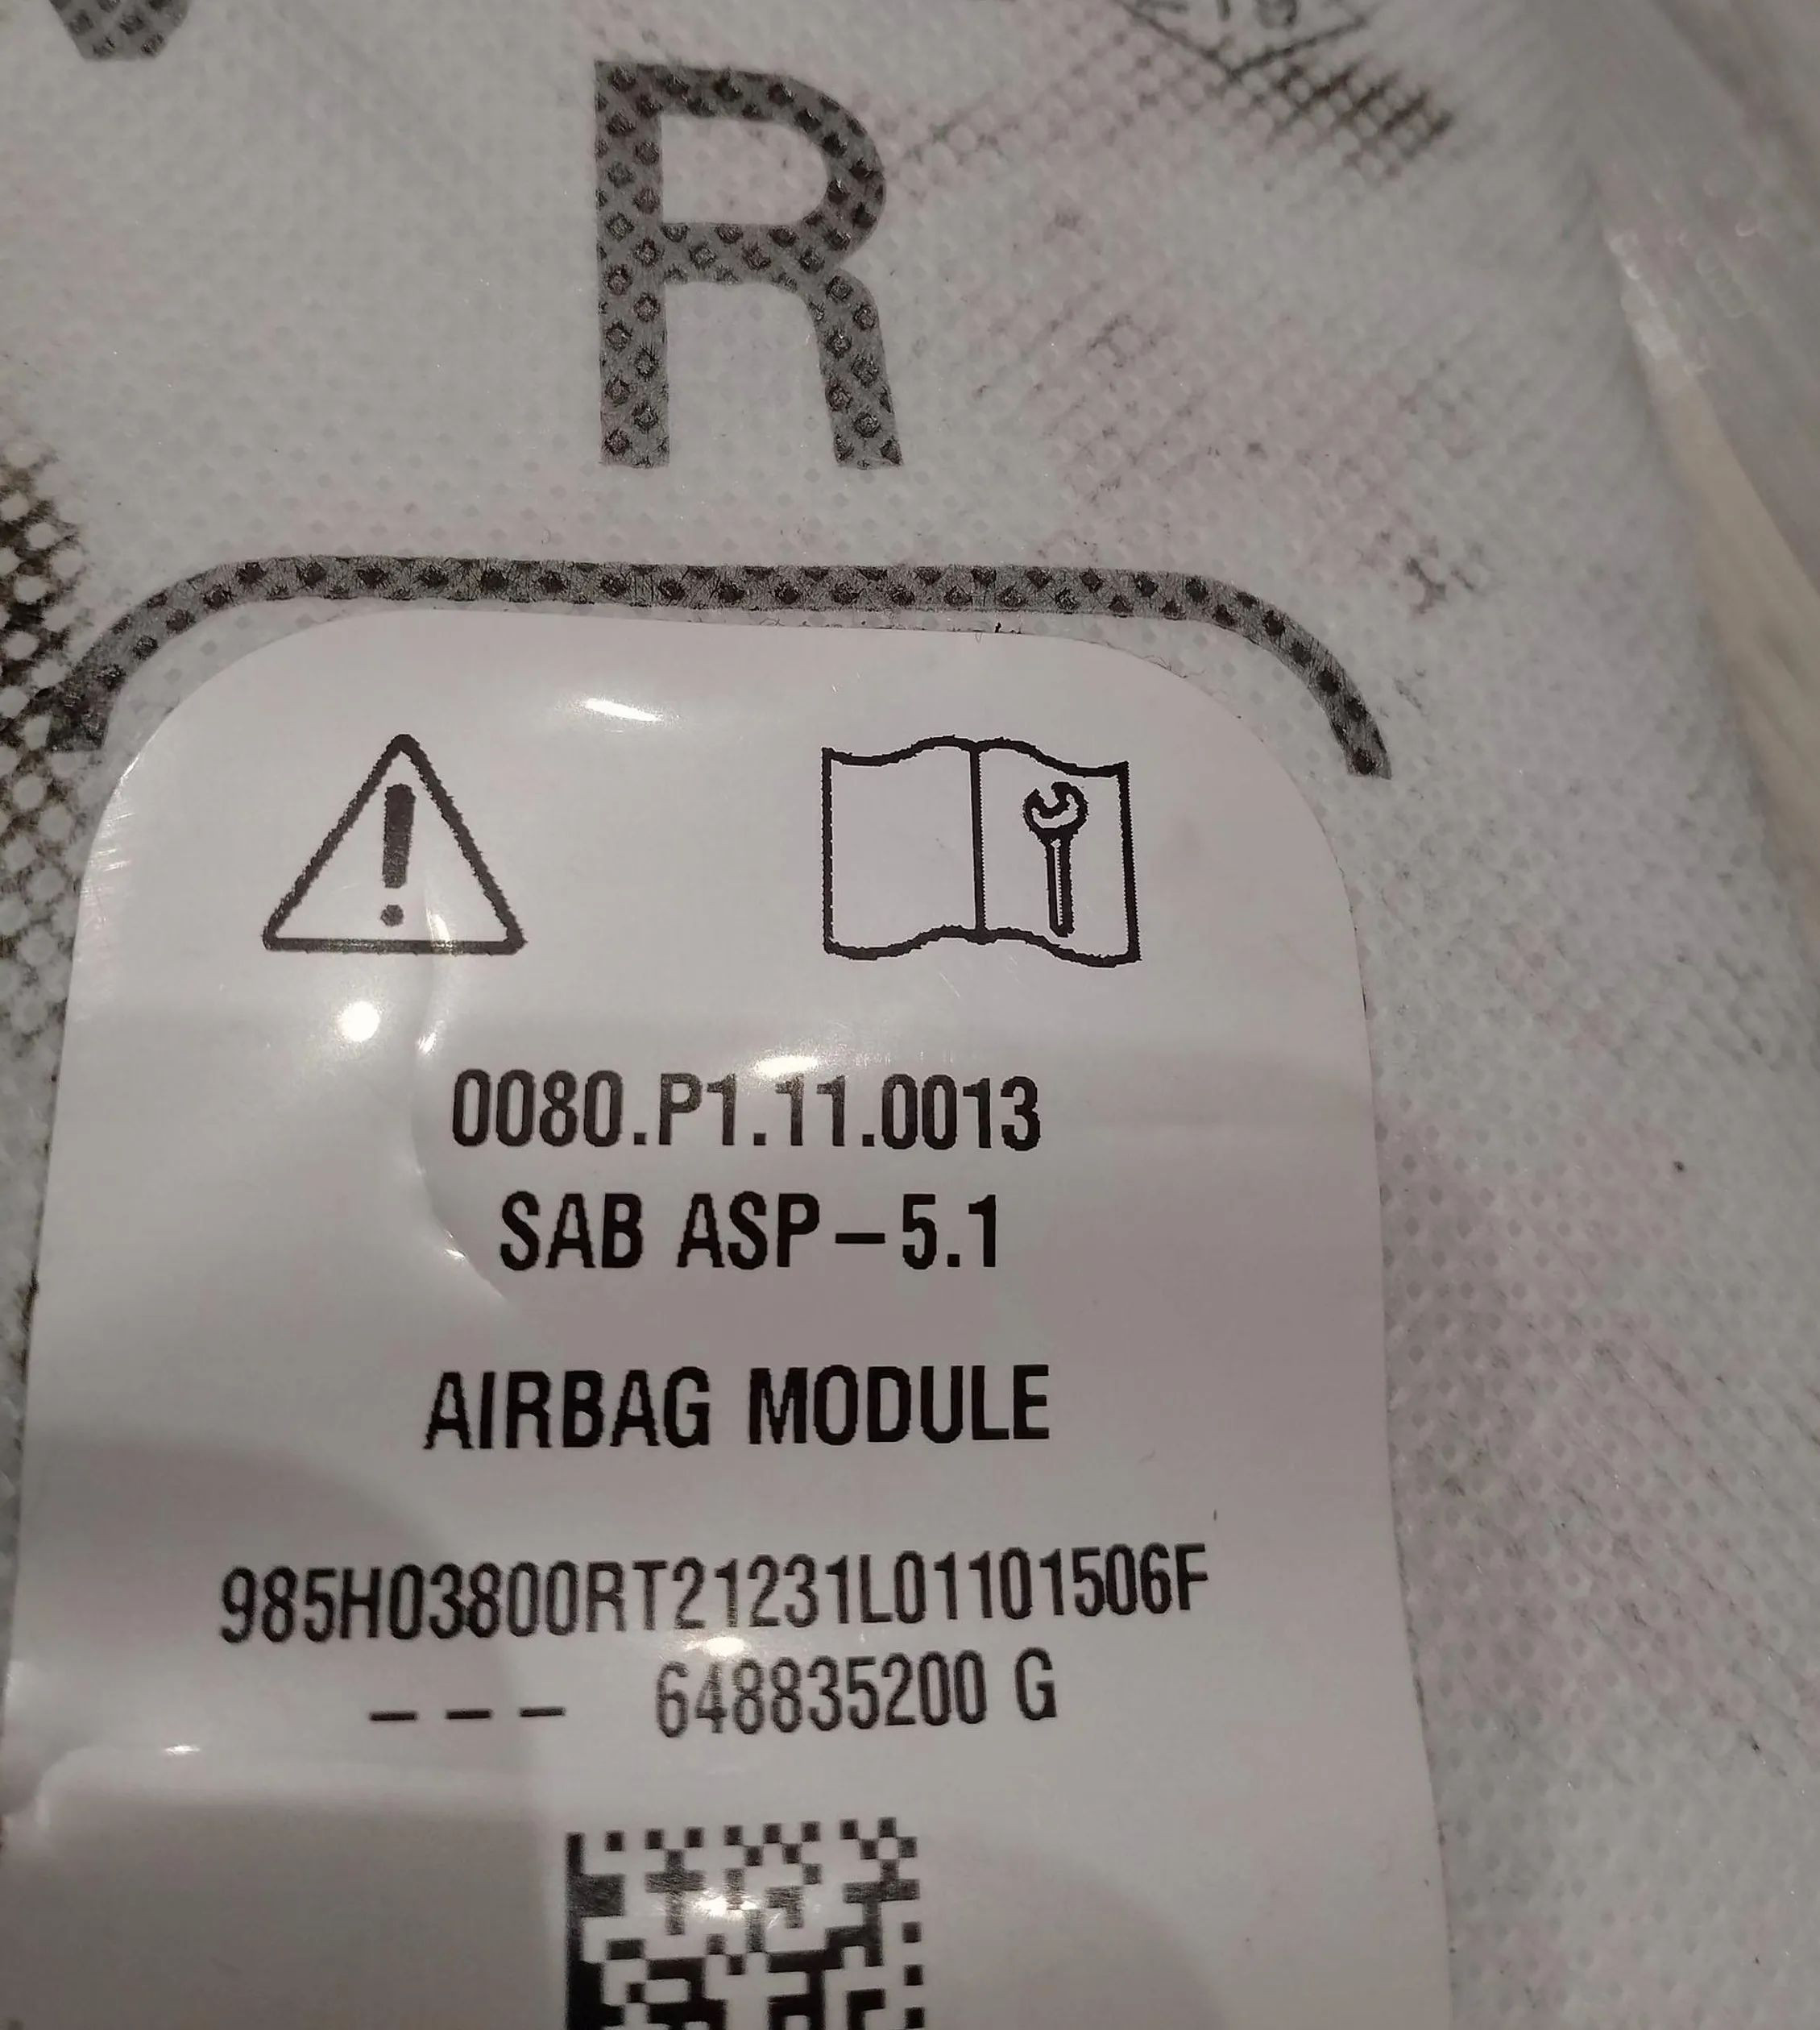 R
0080.P1.11.0013
SAB ASP–5.1
AIRBAG MODULE
985H03800RT21231L01101506F
––– 648835200 G